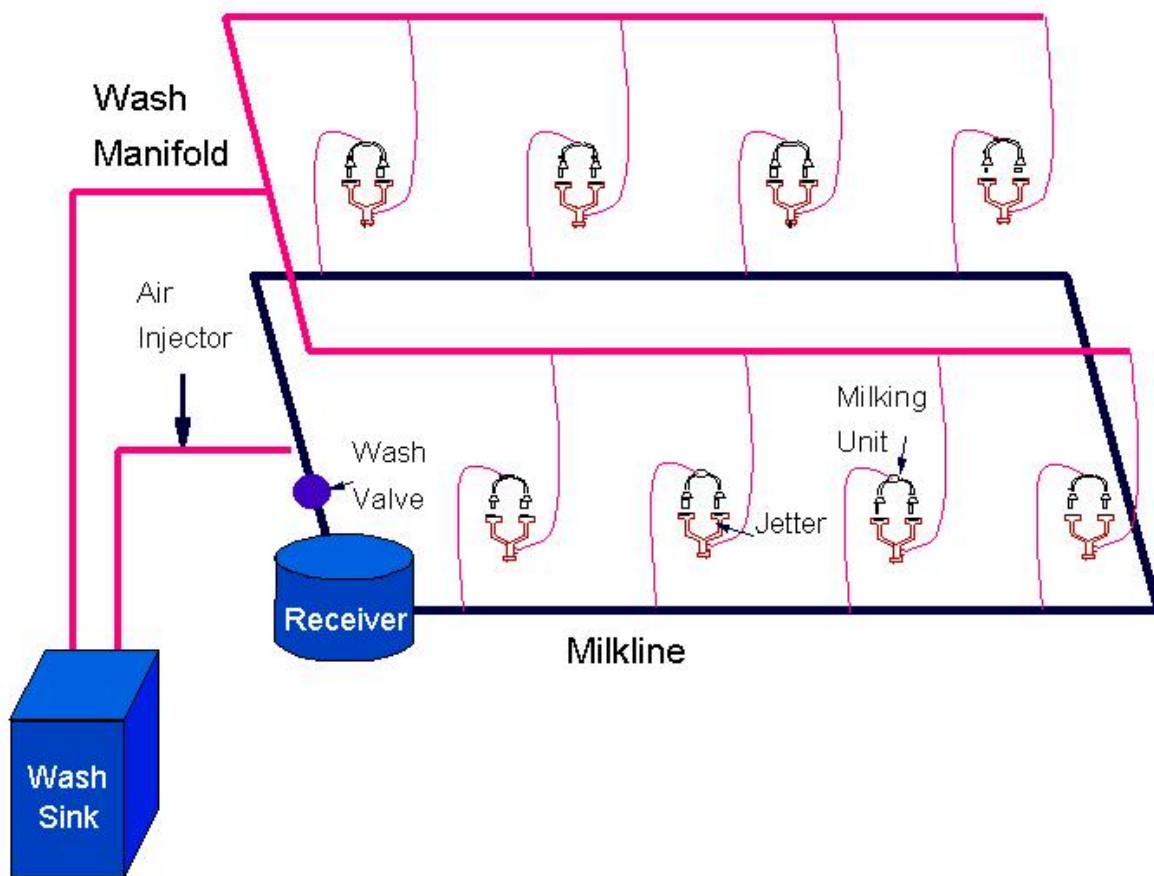 Wash
Manifold
Air
Injector
Milking
Unit
Wash
Valve
Jetter
Receiver
Milkline
Wash
Sink